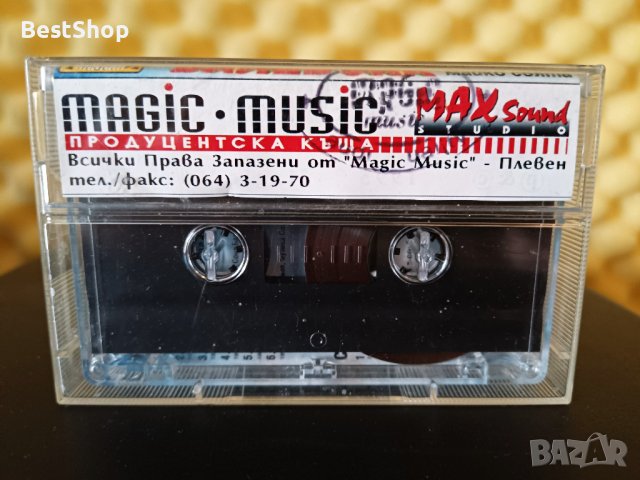 BestShop
MAGIC • MUSIC
MAX Sound
STUDIO
ПРОДУЦЕНТСКА КЪЩА
Всички Права Запазени от "Magic Music" - Плевен
тел./факс: (064) 3-19-70
BAZAR